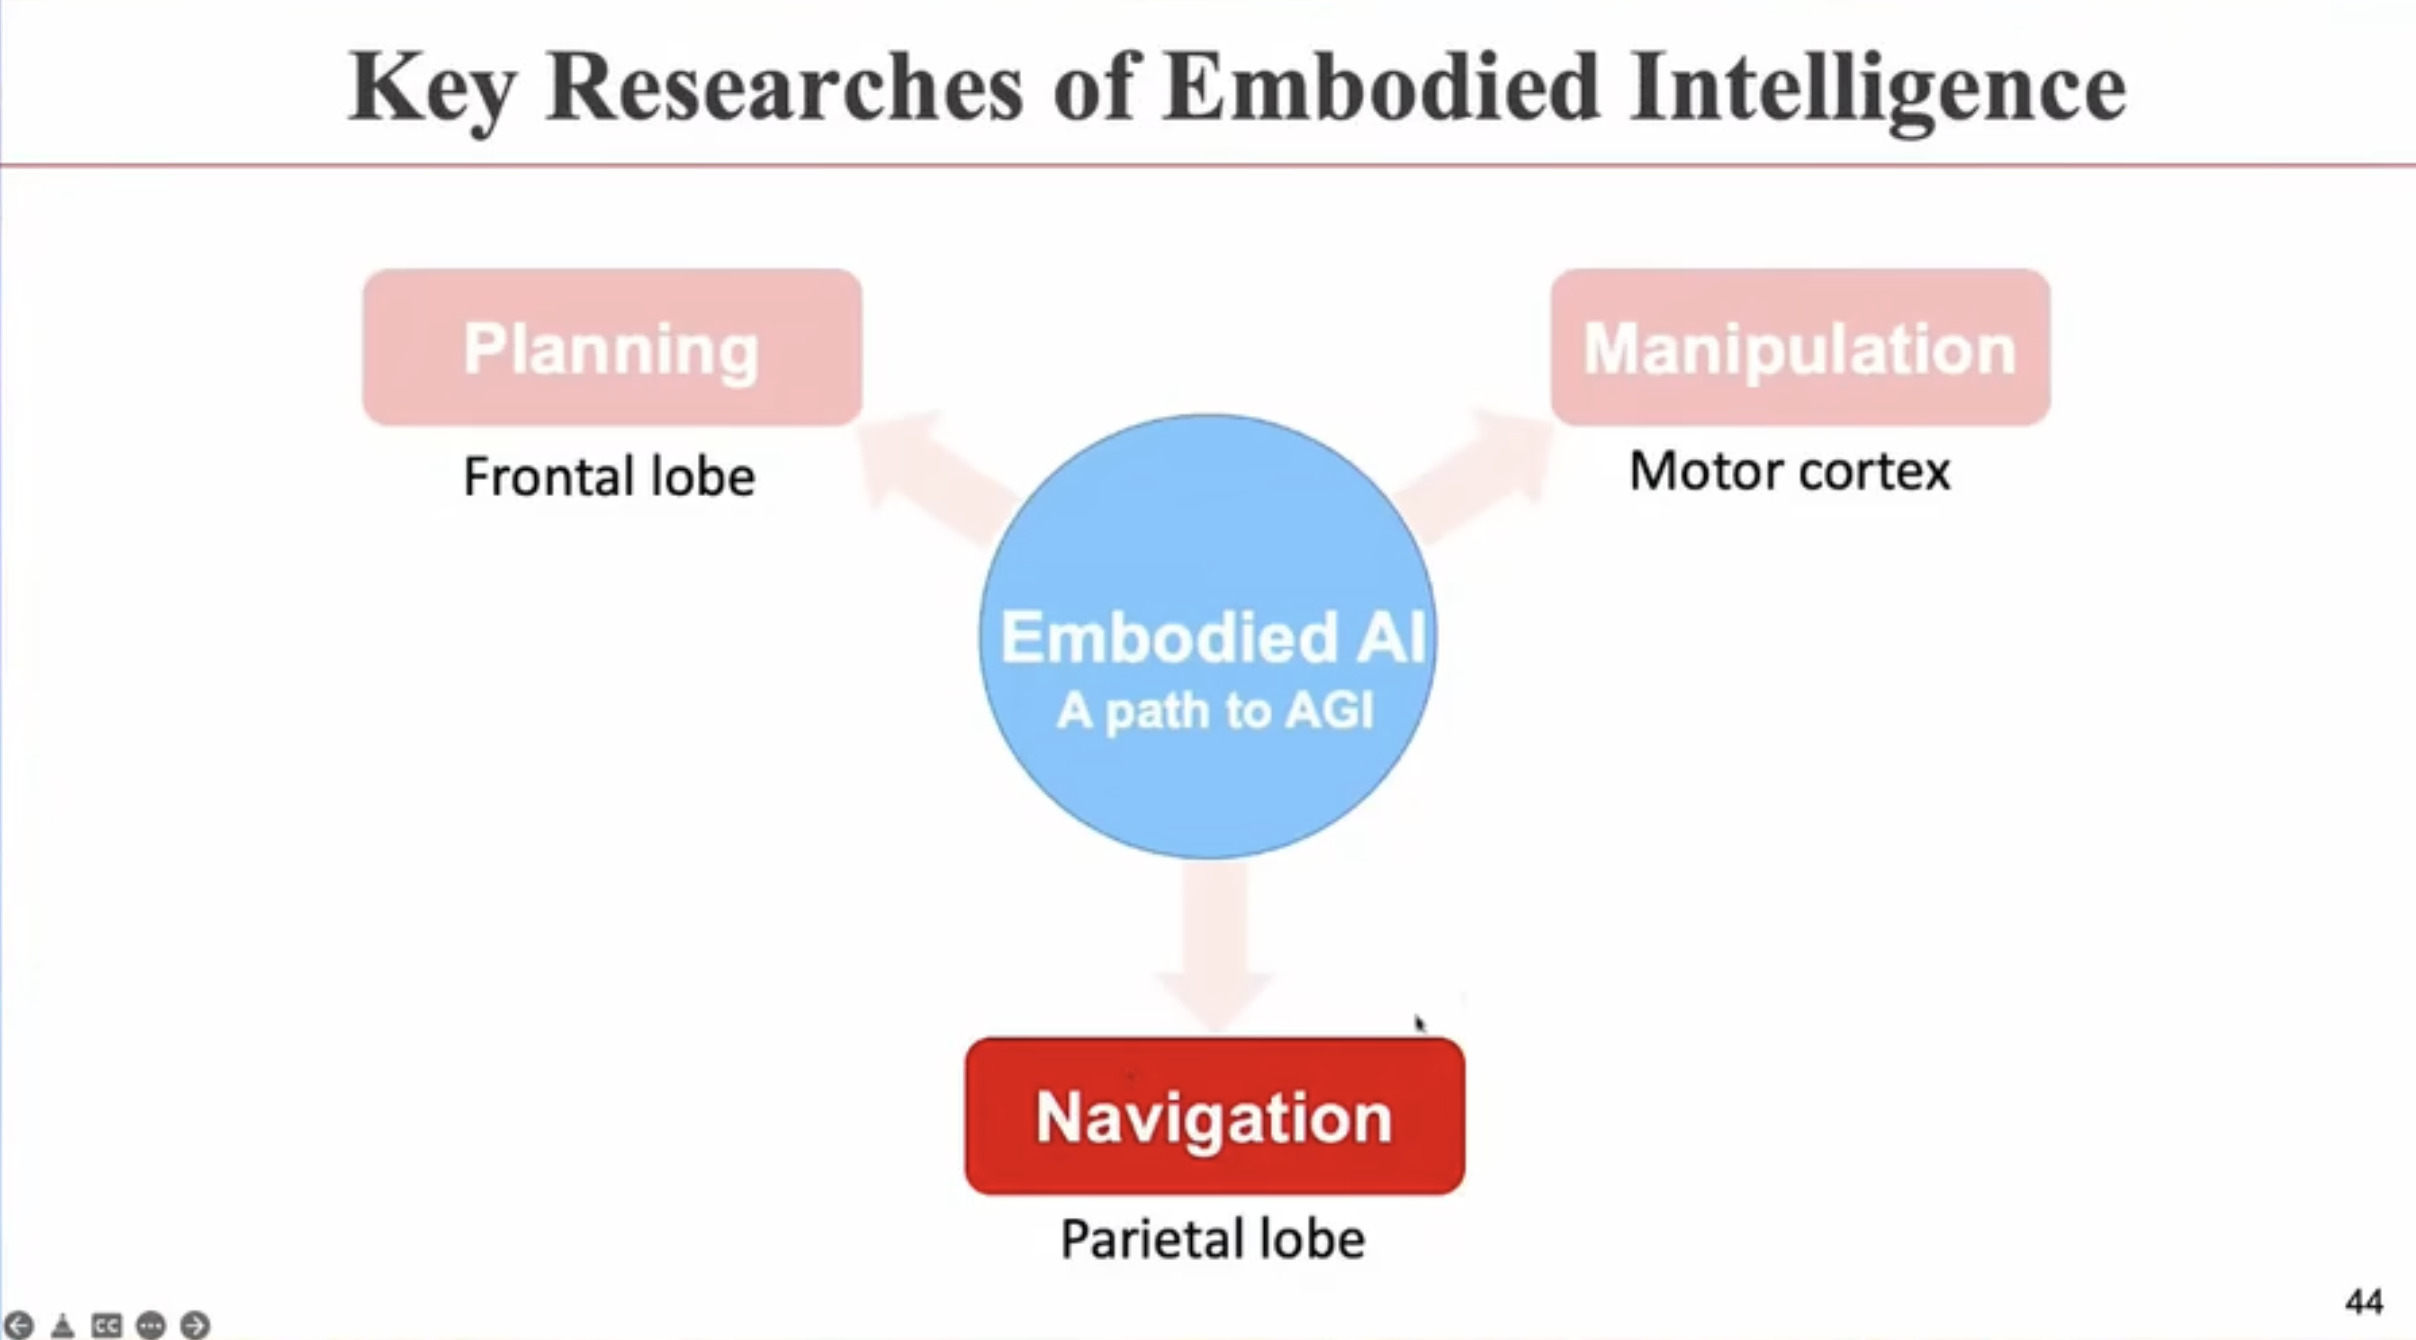 Key Researches of Embodied Intelligence
Planning
Manipulation
Frontal lobe
Motor cortex
Embodied AI
A path to AGI
Navigation
Parietal lobe
44
CC